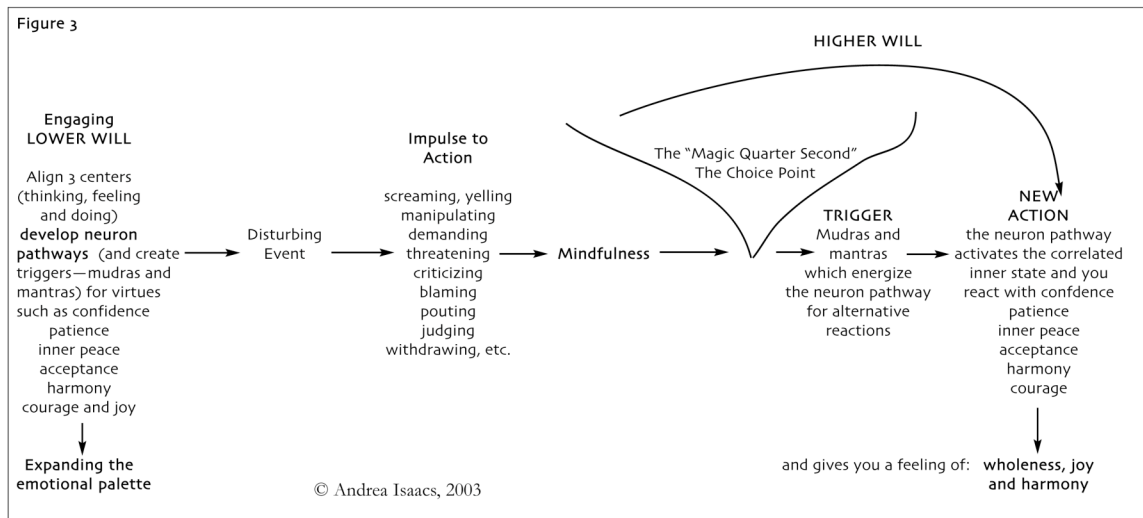 Figure 3
HIGHER WILL
Engaging
LOWER WILL
Align 3 centers
(thinking, feeling
and doing)
develop neuron
pathways (and create
triggers—mudras and
mantras) for virtues
such as confidence
patience
inner peace
acceptance
harmony
courage and joy
Expanding the
emotional palette
Disturbing
Event
Impulse to
Action
screaming, yelling
manipulating
demanding
threatening
criticizing
blaming
pouting
judging
withdrawing, etc.
Mindfulness
The “Magic Quarter Second”
The Choice Point
TRIGGER
Mudras and
mantras
which energize
the neuron pathway
for alternative
reactions
NEW
ACTION
the neuron pathway
activates the correlated
inner state and you
react with confdence
patience
inner peace
acceptance
harmony
courage
and gives you a feeling of: wholeness, joy
and harmony
© Andrea Isaacs, 2003